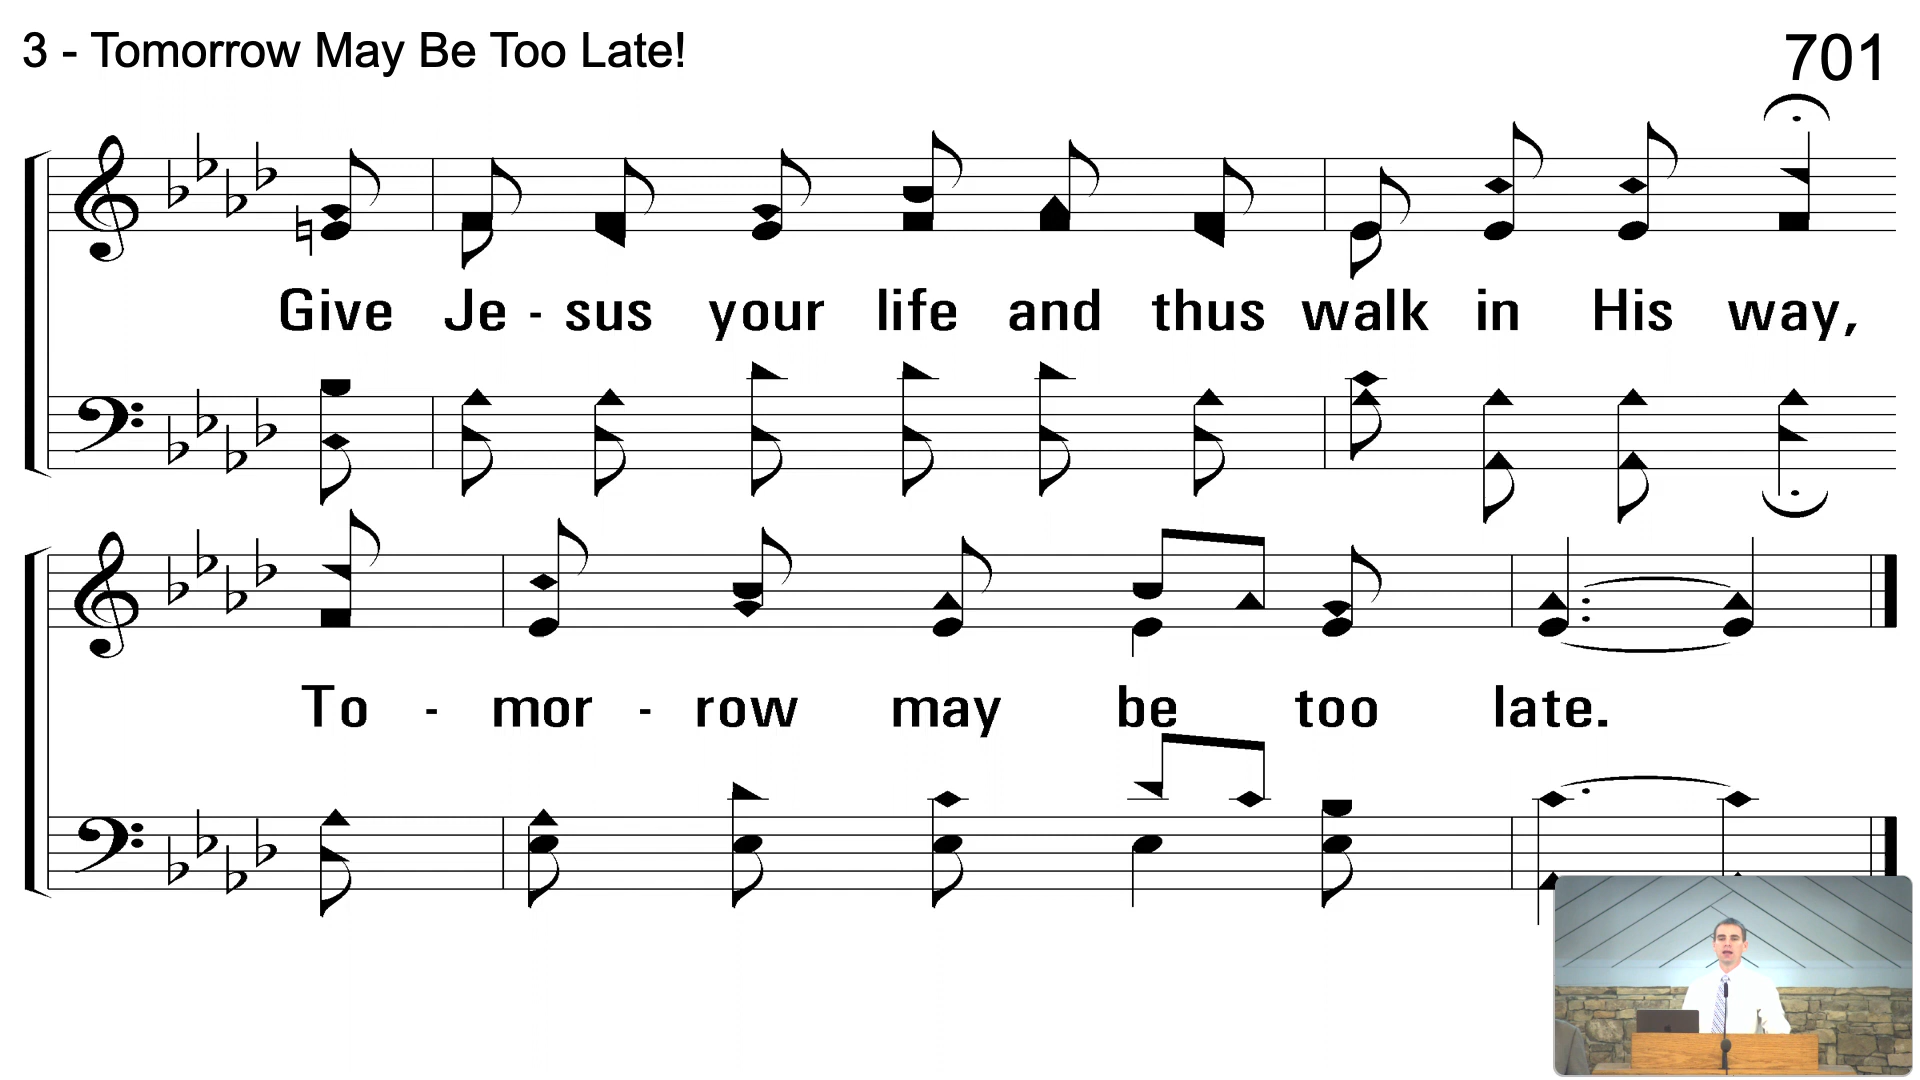 3 - Tomorrow May Be Too Late!
701
Give Je - sus your life and thus walk in His way,
To - mor - row may be too late.